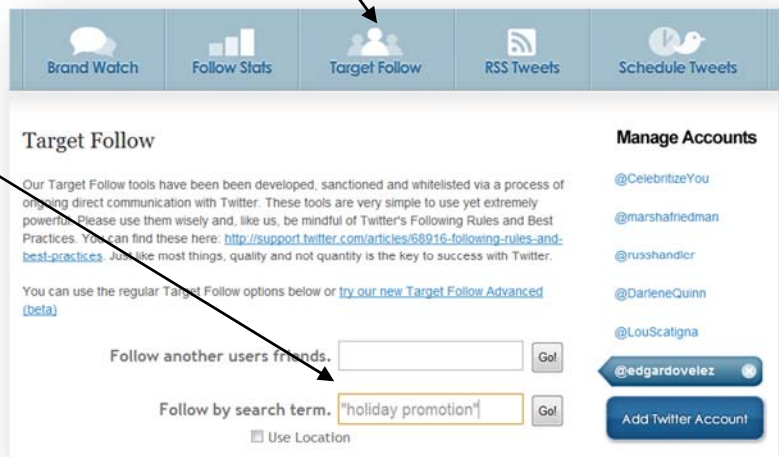 Brand Watch
Follow Stats
Target Follow
RSS Tweets
Schedule Tweets
Target Follow
Our Target Follow tools have been been developed, sanctioned and whitelisted via a process of
ongoing direct communication with Twitter. These tools are very simple to use yet extremely
powerful. Please use them wisely and, like us, be mindful of Twitter's Following Rules and Best
Practices. You can find these here: http://support.twitter.com/articles/68916-following-rules-and-
best-practices. Just like most things, quality and not quantity is the key to success with Twitter.
You can use the regular Target Follow options below or try our new Target Follow Advanced
(beta)
Follow another users friends.
Go!
Follow by search term.
"holiday promotion"
Go!
Use Location
Manage Accounts
@CelebritizeYou
@marshafriedman
@russhandler
@DarleneQuinn
@LouScatigna
@edgardovelez
Add Twitter Account